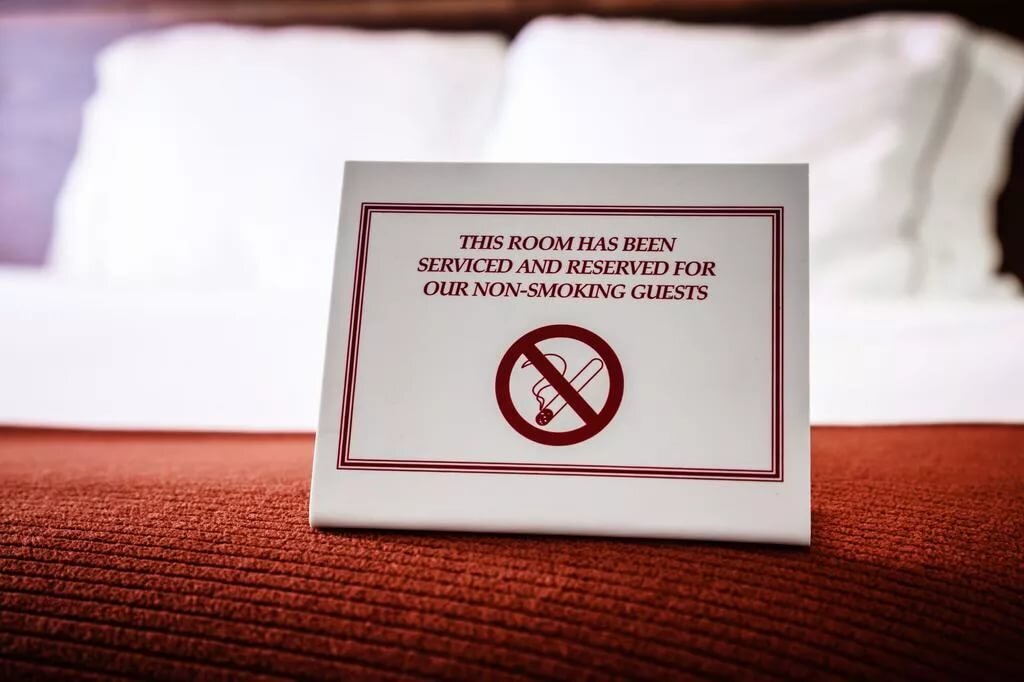 THIS ROOM HAS BEEN
SERVICED AND RESERVED FOR
OUR NON-SMOKING GUESTS